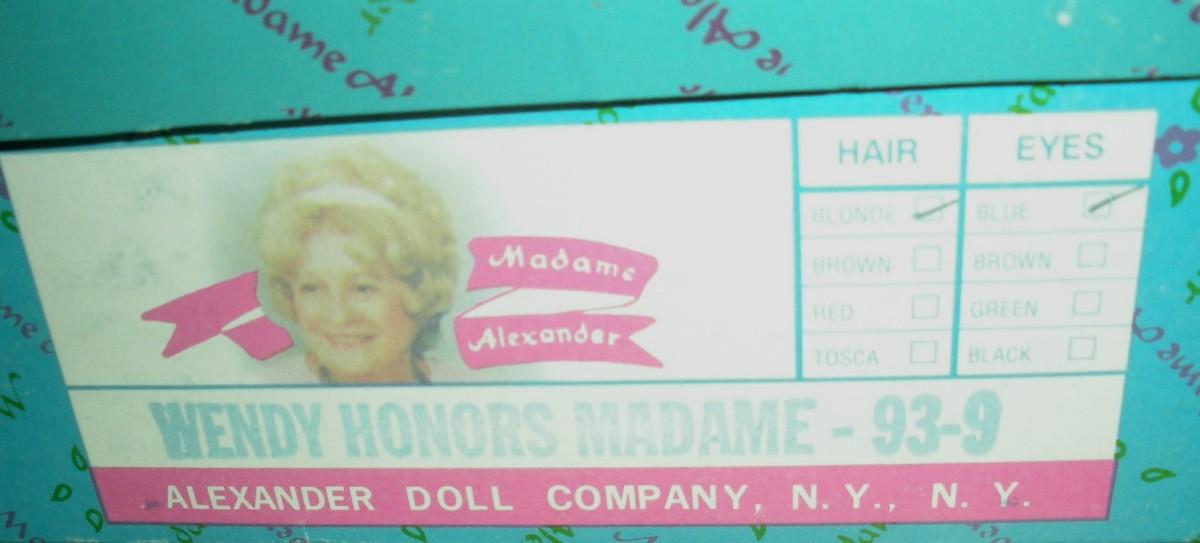 Madame
Alexander
HAIR
BLONDE
BROWN
RED
TOSCA
EYES
BLUE
BROWN
GREEN
BLACK
WENDY HONORS MADAME - 93-9
ALEXANDER DOLL COMPANY, N. Y., N. Y.